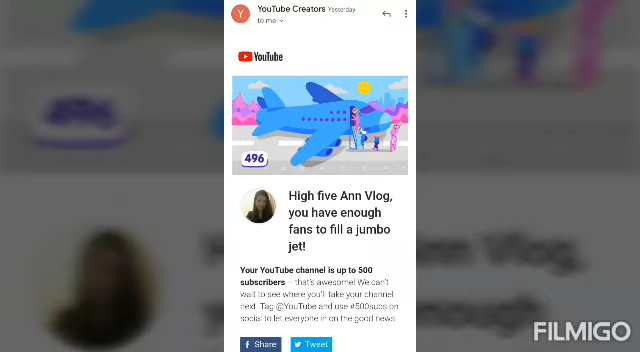 Y
YouTube Creators Yesterday
to me
YouTube
496
High five Ann Vlog,
you have enough
fans to fill a jumbo
jet!
Your YouTube channel is up to 500
subscribers – that's awesome! We can't
wait to see where you'll take your channel
next. Tag @YouTube and use #500subs on
social to let everyone in on the good news
f Share
Tweet
FILMIGO